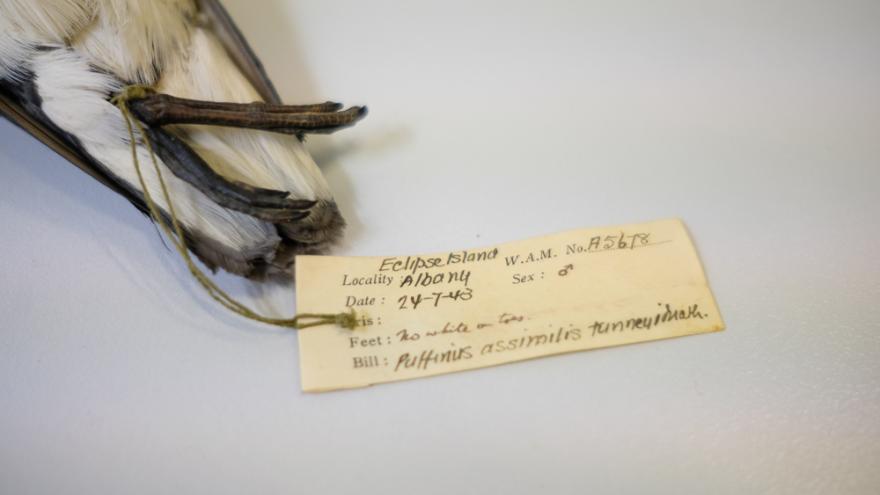 Eclipse Island W.A.M. No. A5678
Locality : Albany Sex : ♂
Date : 24-7-43
ris :
Feet : No white on toes.
Bill : Puffinus assimilis tunneyi Math.